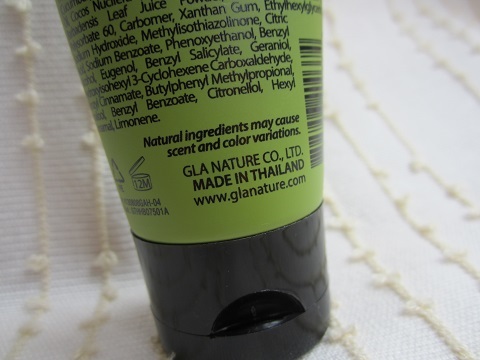 Cocos Nucifera
Leaf Juice Powder,
60, Carbomer, Xanthan Gum, Ethylhexylglycerin
Hydroxide, Methylisothiazolinone, Citric
Sodium Benzoate, Phenoxyethanol, Benzyl
Eugenol, Benzyl Salicylate, Geraniol,
3-Cyclohexene Carboxaldehyde,
Cinnamate, Butylphenyl Methylpropional,
Benzyl Benzoate, Citronellol, Hexyl
Limonene.
Natural ingredients may cause
scent and color variations.
GLA NATURE CO., LTD.
MADE IN THAILAND
12M
www.glanature.com